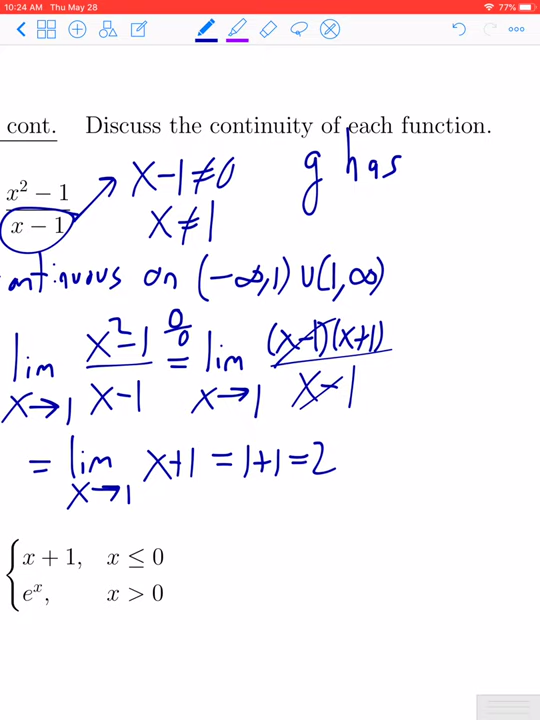 10:24 AM Thu May 28 77%
cont. Discuss the continuity of each function.
x² − 1
x − 1
x-1≠0
x≠1
g has
ontinuous on (-∞,1) ∪ (1,∞)
lim x→1 x²-1 / x-1 0/0 = lim x→1 (x-1)(x+1) / x-1
= lim x→1 x+1 = 1+1 = 2
x + 1, x ≤ 0
eˣ, x > 0